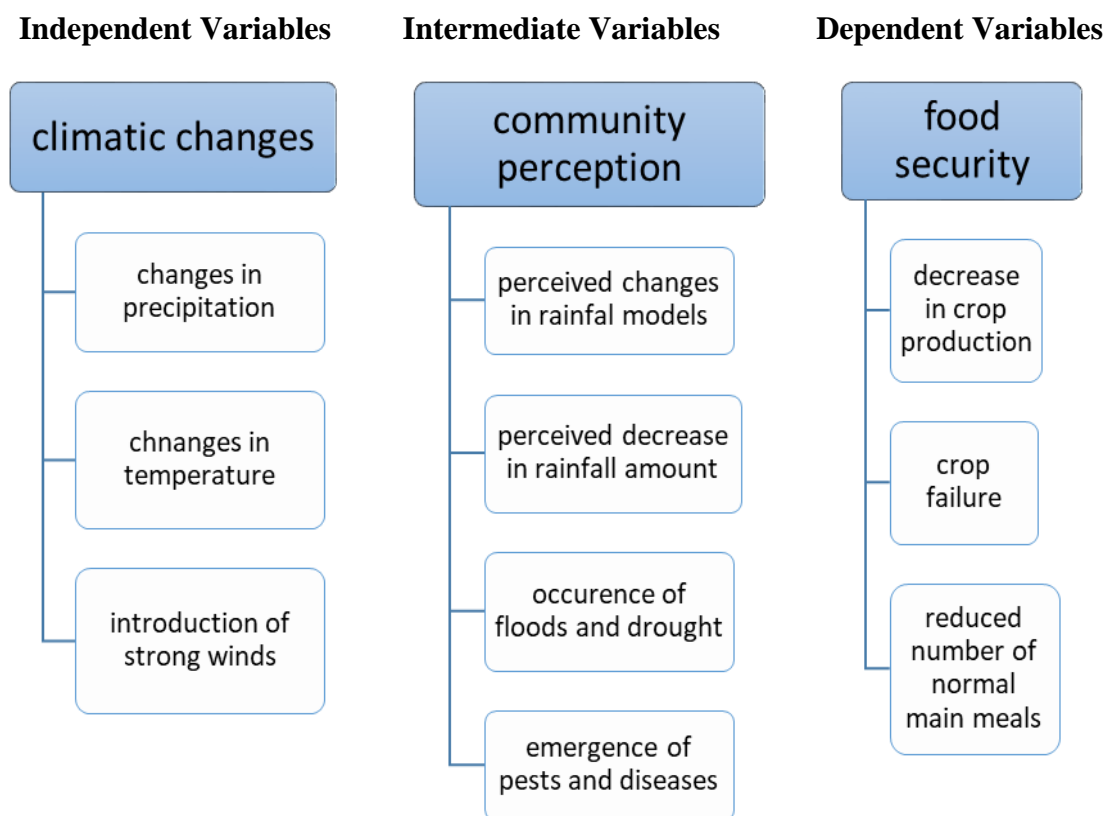 Independent Variables
Intermediate Variables
Dependent Variables
climatic changes
changes in
precipitation
chnanges in
temperature
introduction of
strong winds
community
perception
perceived changes
in rainfal models
perceived decrease
in rainfall amount
occurence of
floods and drought
emergence of
pests and diseases
food
security
decrease
in crop
production
crop
failure
reduced
number of
normal
main meals